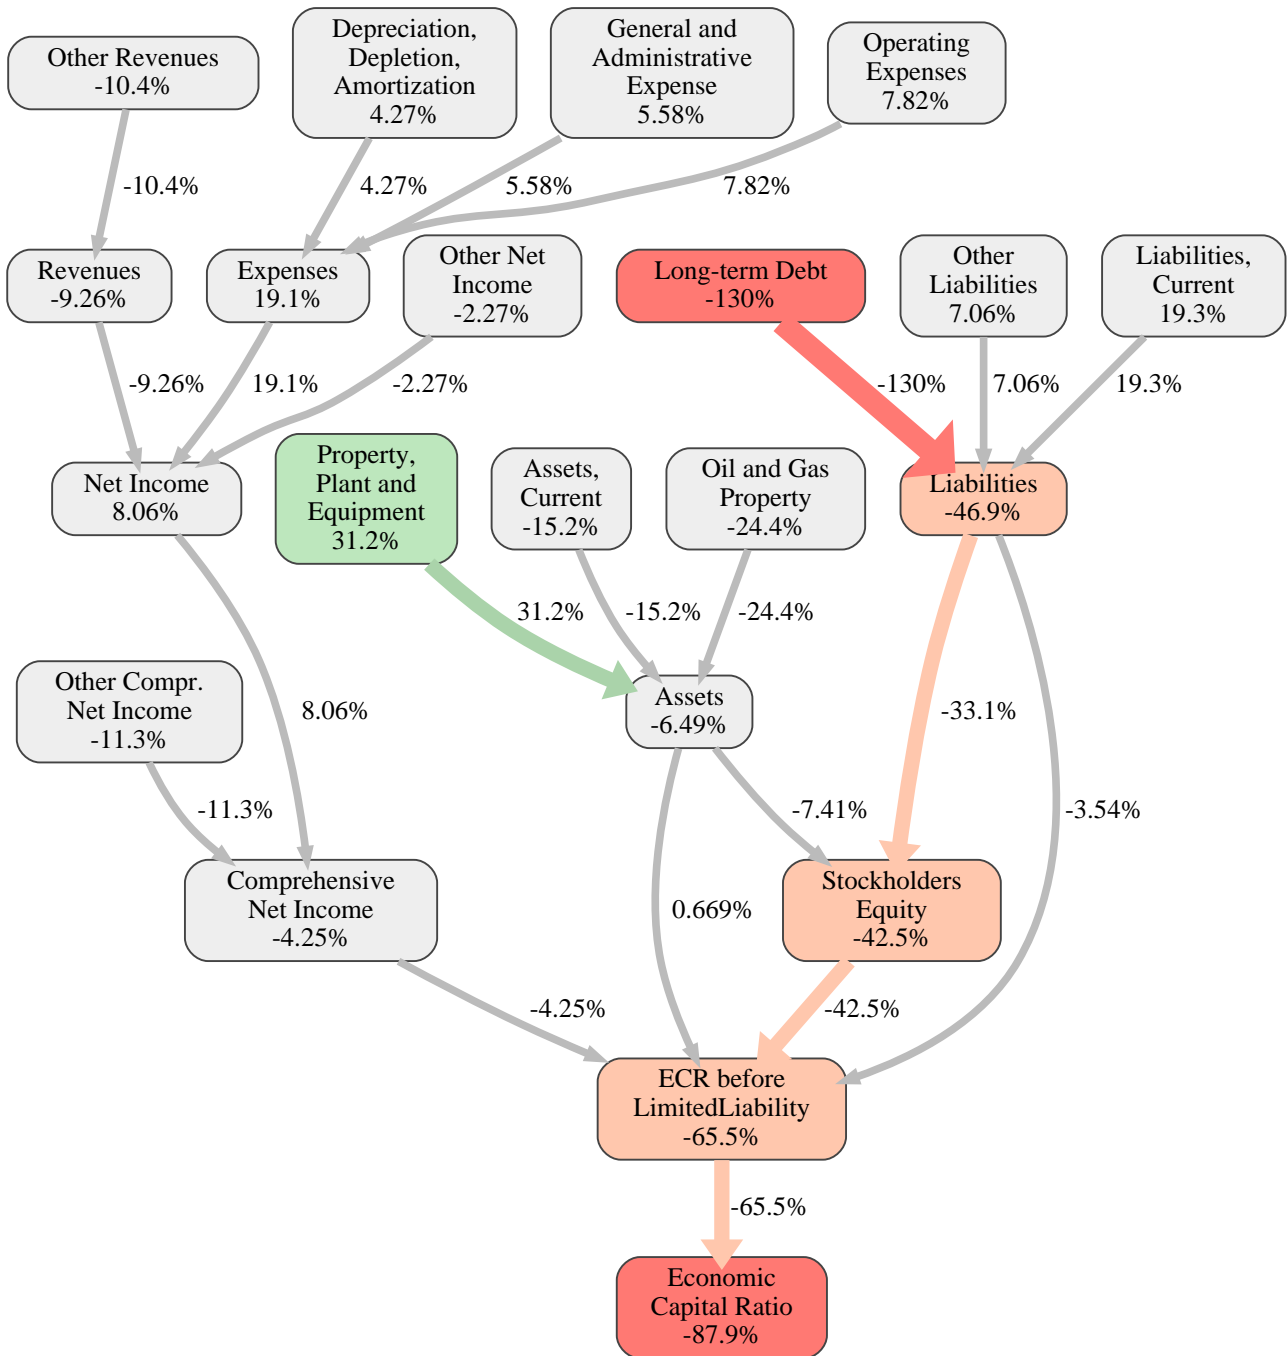 Other Revenues
-10.4%
Depreciation,
Depletion,
Amortization
4.27%
General and
Administrative
Expense
5.58%
Operating
Expenses
7.82%
-10.4%
4.27%
5.58%
7.82%
Revenues
-9.26%
Expenses
19.1%
Other Net
Income
-2.27%
Long-term Debt
-130%
Other
Liabilities
7.06%
Liabilities,
Current
19.3%
-9.26%
19.1%
-2.27%
-130%
7.06%
19.3%
Net Income
8.06%
Property,
Plant and
Equipment
31.2%
Assets,
Current
-15.2%
Oil and Gas
Property
-24.4%
Liabilities
-46.9%
31.2%
-15.2%
-24.4%
Other Compr.
Net Income
-11.3%
8.06%
Assets
-6.49%
-33.1%
-11.3%
-7.41%
-3.54%
Comprehensive
Net Income
-4.25%
0.669%
Stockholders
Equity
-42.5%
-4.25%
-42.5%
ECR before
LimitedLiability
-65.5%
-65.5%
Economic
Capital Ratio
-87.9%